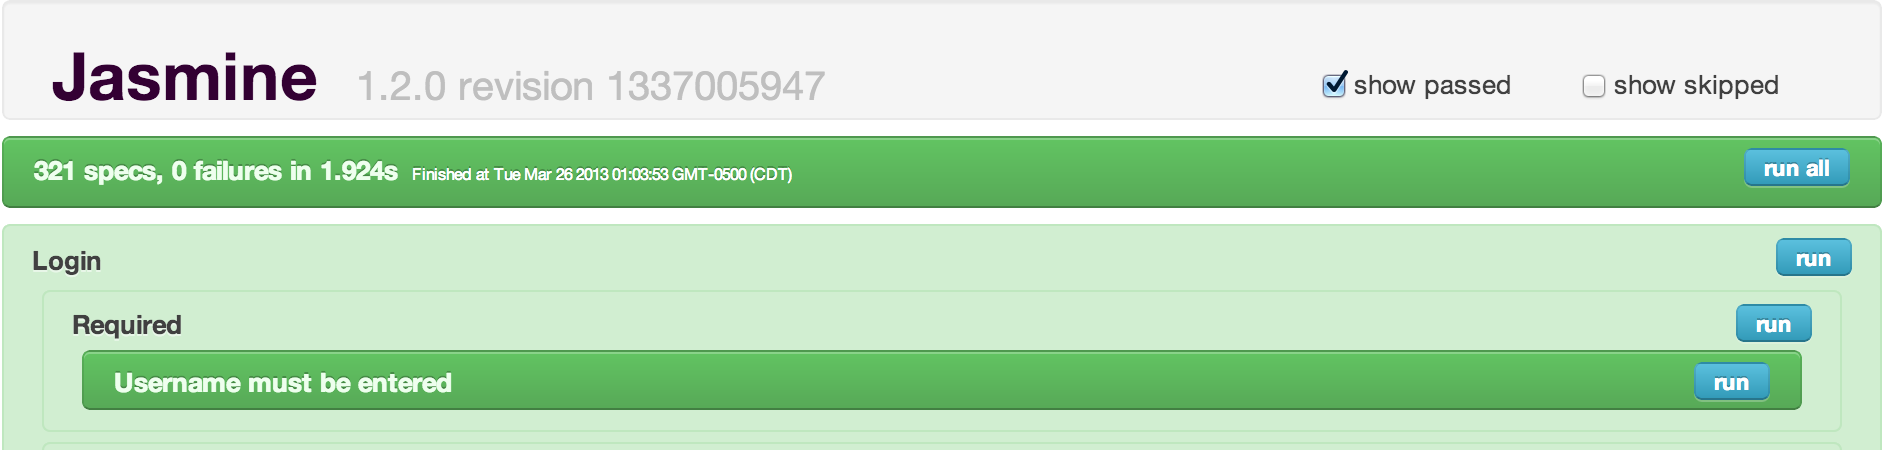 Jasmine 1.2.0 revision 1337005947 show passed show skipped
321 specs, 0 failures in 1.924s Finished at Tue Mar 26 2013 01:03:53 GMT-0500 (CDT) run all
Login run
Required run
Username must be entered run